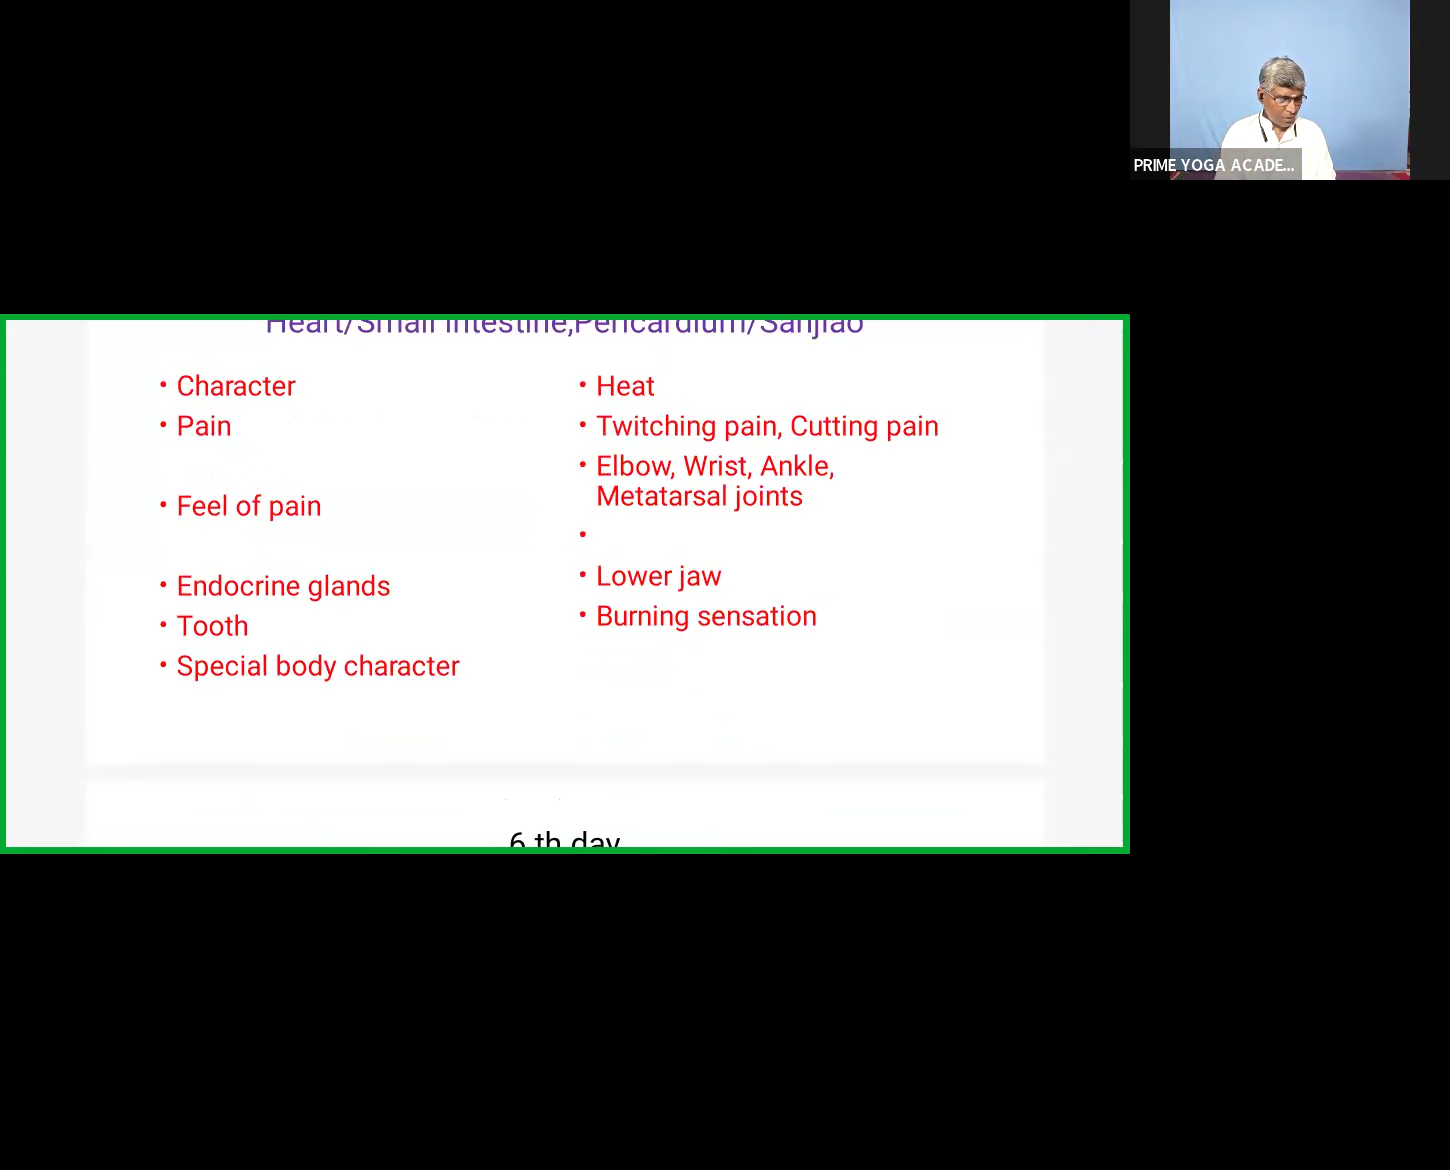 PRIME YOGA ACADE...
Heart/Small Intestine,Pericardium/Sanjiao
• Character
• Pain
• Feel of pain
• Endocrine glands
• Tooth
• Special body character
• Heat
• Twitching pain, Cutting pain
• Elbow, Wrist, Ankle,
Metatarsal joints
•
• Lower jaw
• Burning sensation
6 th day